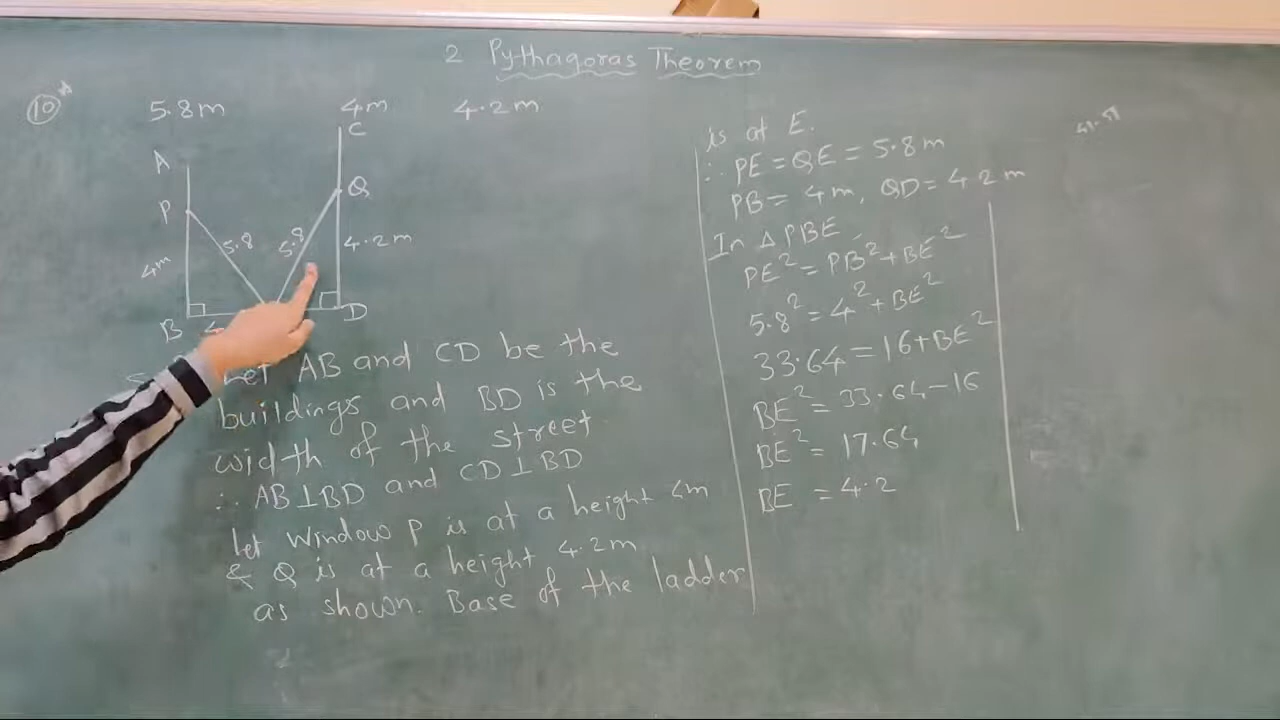 2 Pythagoras Theorem
10*
5.8m 4m 4.2m
A
C
P
Q
5.8
5.8
4.2m
4m
B
D
Let AB and CD be the
buildings and BD is the
width of the street
∴ AB⊥BD and CD⊥BD
Let Window P is at a height 4m
& Q is at a height 4.2m
as shown. Base of the ladder
is at E.
∴ PE = QE = 5.8m
PB = 4m, QD = 4.2m
In △PBE
PE² = PB² + BE²
5.8² = 4² + BE²
33.64 = 16 + BE²
BE² = 33.64 − 16
BE² = 17.64
BE = 4.2